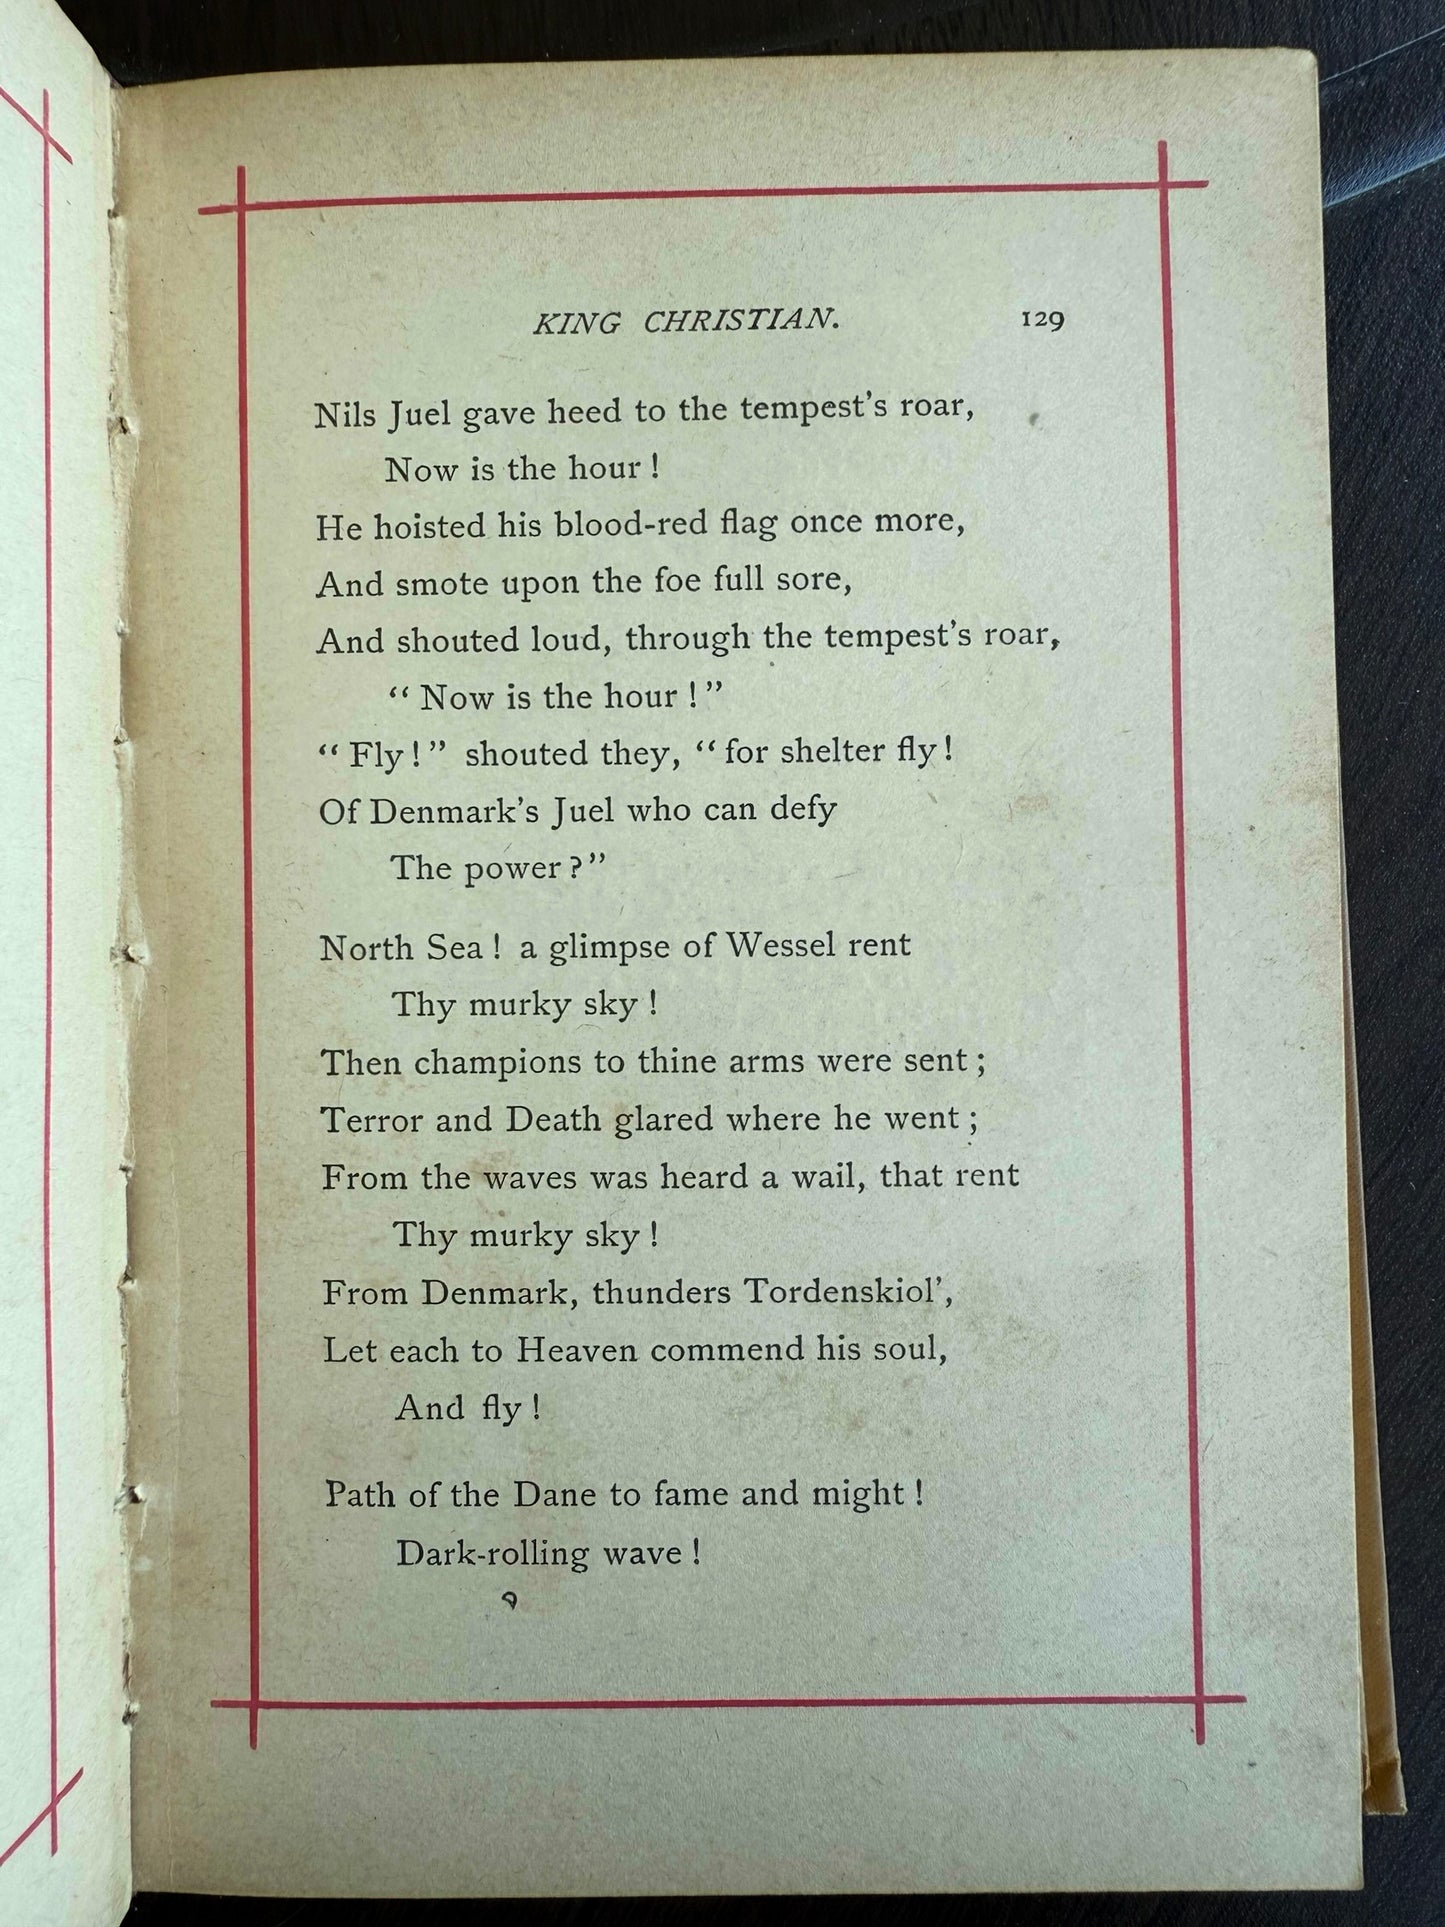 KING CHRISTIAN. 129
Nils Juel gave heed to the tempest's roar,
Now is the hour !
He hoisted his blood-red flag once more,
And smote upon the foe full sore,
And shouted loud, through the tempest's roar,
“ Now is the hour ! ”
“ Fly ! ” shouted they, “ for shelter fly !
Of Denmark's Juel who can defy
The power ? ”
North Sea ! a glimpse of Wessel rent
Thy murky sky !
Then champions to thine arms were sent ;
Terror and Death glared where he went ;
From the waves was heard a wail, that rent
Thy murky sky !
From Denmark, thunders Tordenskiol',
Let each to Heaven commend his soul,
And fly !
Path of the Dane to fame and might !
Dark-rolling wave !
9